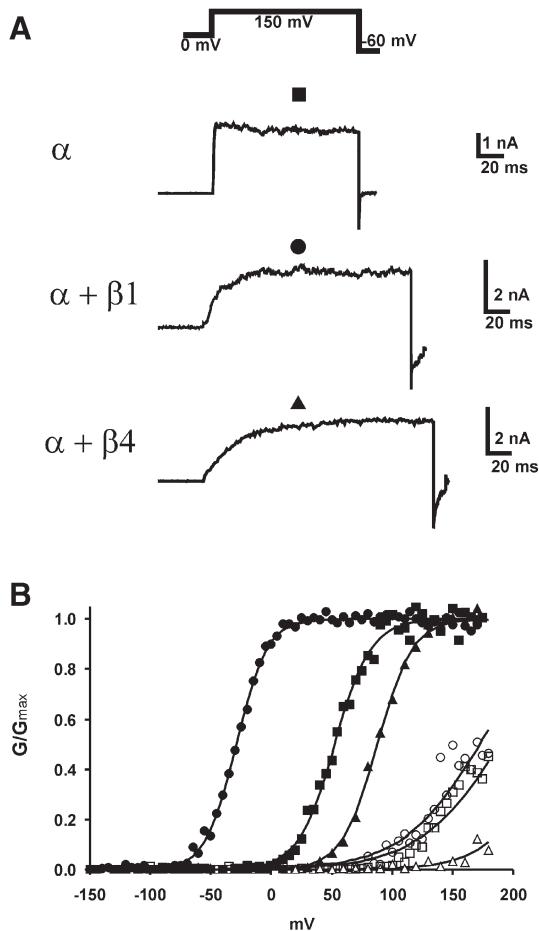 A
150 mV
0 mV
-60 mV
α
1 nA
20 ms
α + β1
2 nA
20 ms
α + β4
2 nA
20 ms
B
G/Gmax
1.0
0.8
0.6
0.4
0.2
0.0
-150 -100 -50 0 50 100 150 200
mV